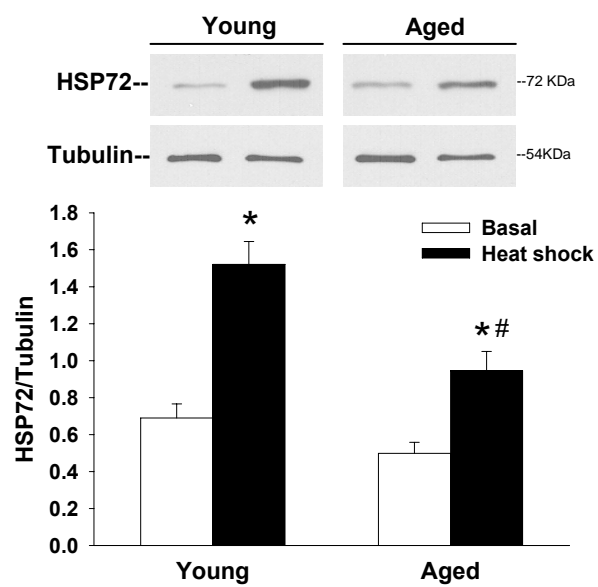 Young Aged
HSP72-- --72 KDa
Tubulin-- --54KDa
1.8
1.6
1.4
1.2
1.0
0.8
0.6
0.4
0.2
0.0
HSP72/Tubulin
* Basal
Heat shock
* #
Young Aged